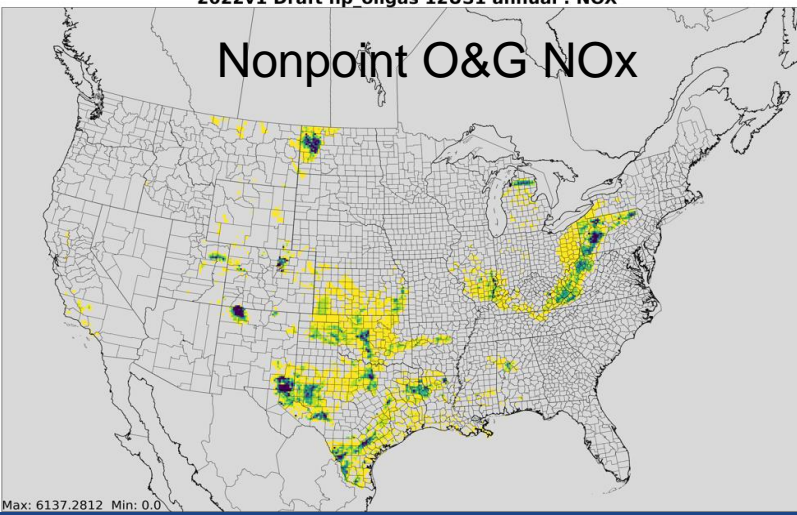 2022v1 Draft np_oilgas 12US1 annual : NOX
Nonpoint O&G NOx
Max: 6137.2812 Min: 0.0